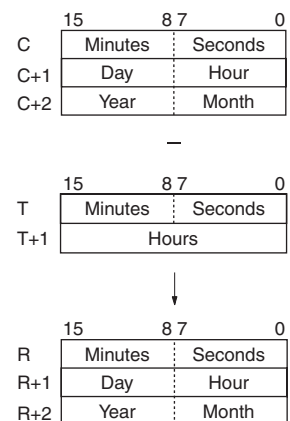 15 8 7 0
C Minutes Seconds
C+1 Day Hour
C+2 Year Month
–
15 8 7 0
T Minutes Seconds
T+1 Hours
15 8 7 0
R Minutes Seconds
R+1 Day Hour
R+2 Year Month